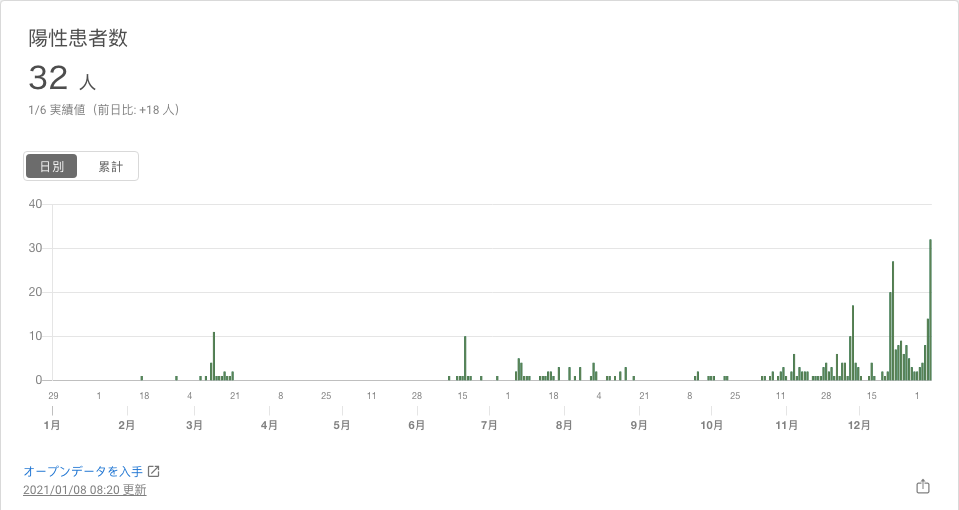 陽性患者数
32 人
1/6 実績値（前日比: +18 人）
日別 累計
40
30
20
10
0
29 1 18 4 21 8 25 11 28 15 1 18 4 21 8 25 11 28 15 1
1月 2月 3月 4月 5月 6月 7月 8月 9月 10月 11月 12月
オープンデータを入手
2021/01/08 08:20 更新